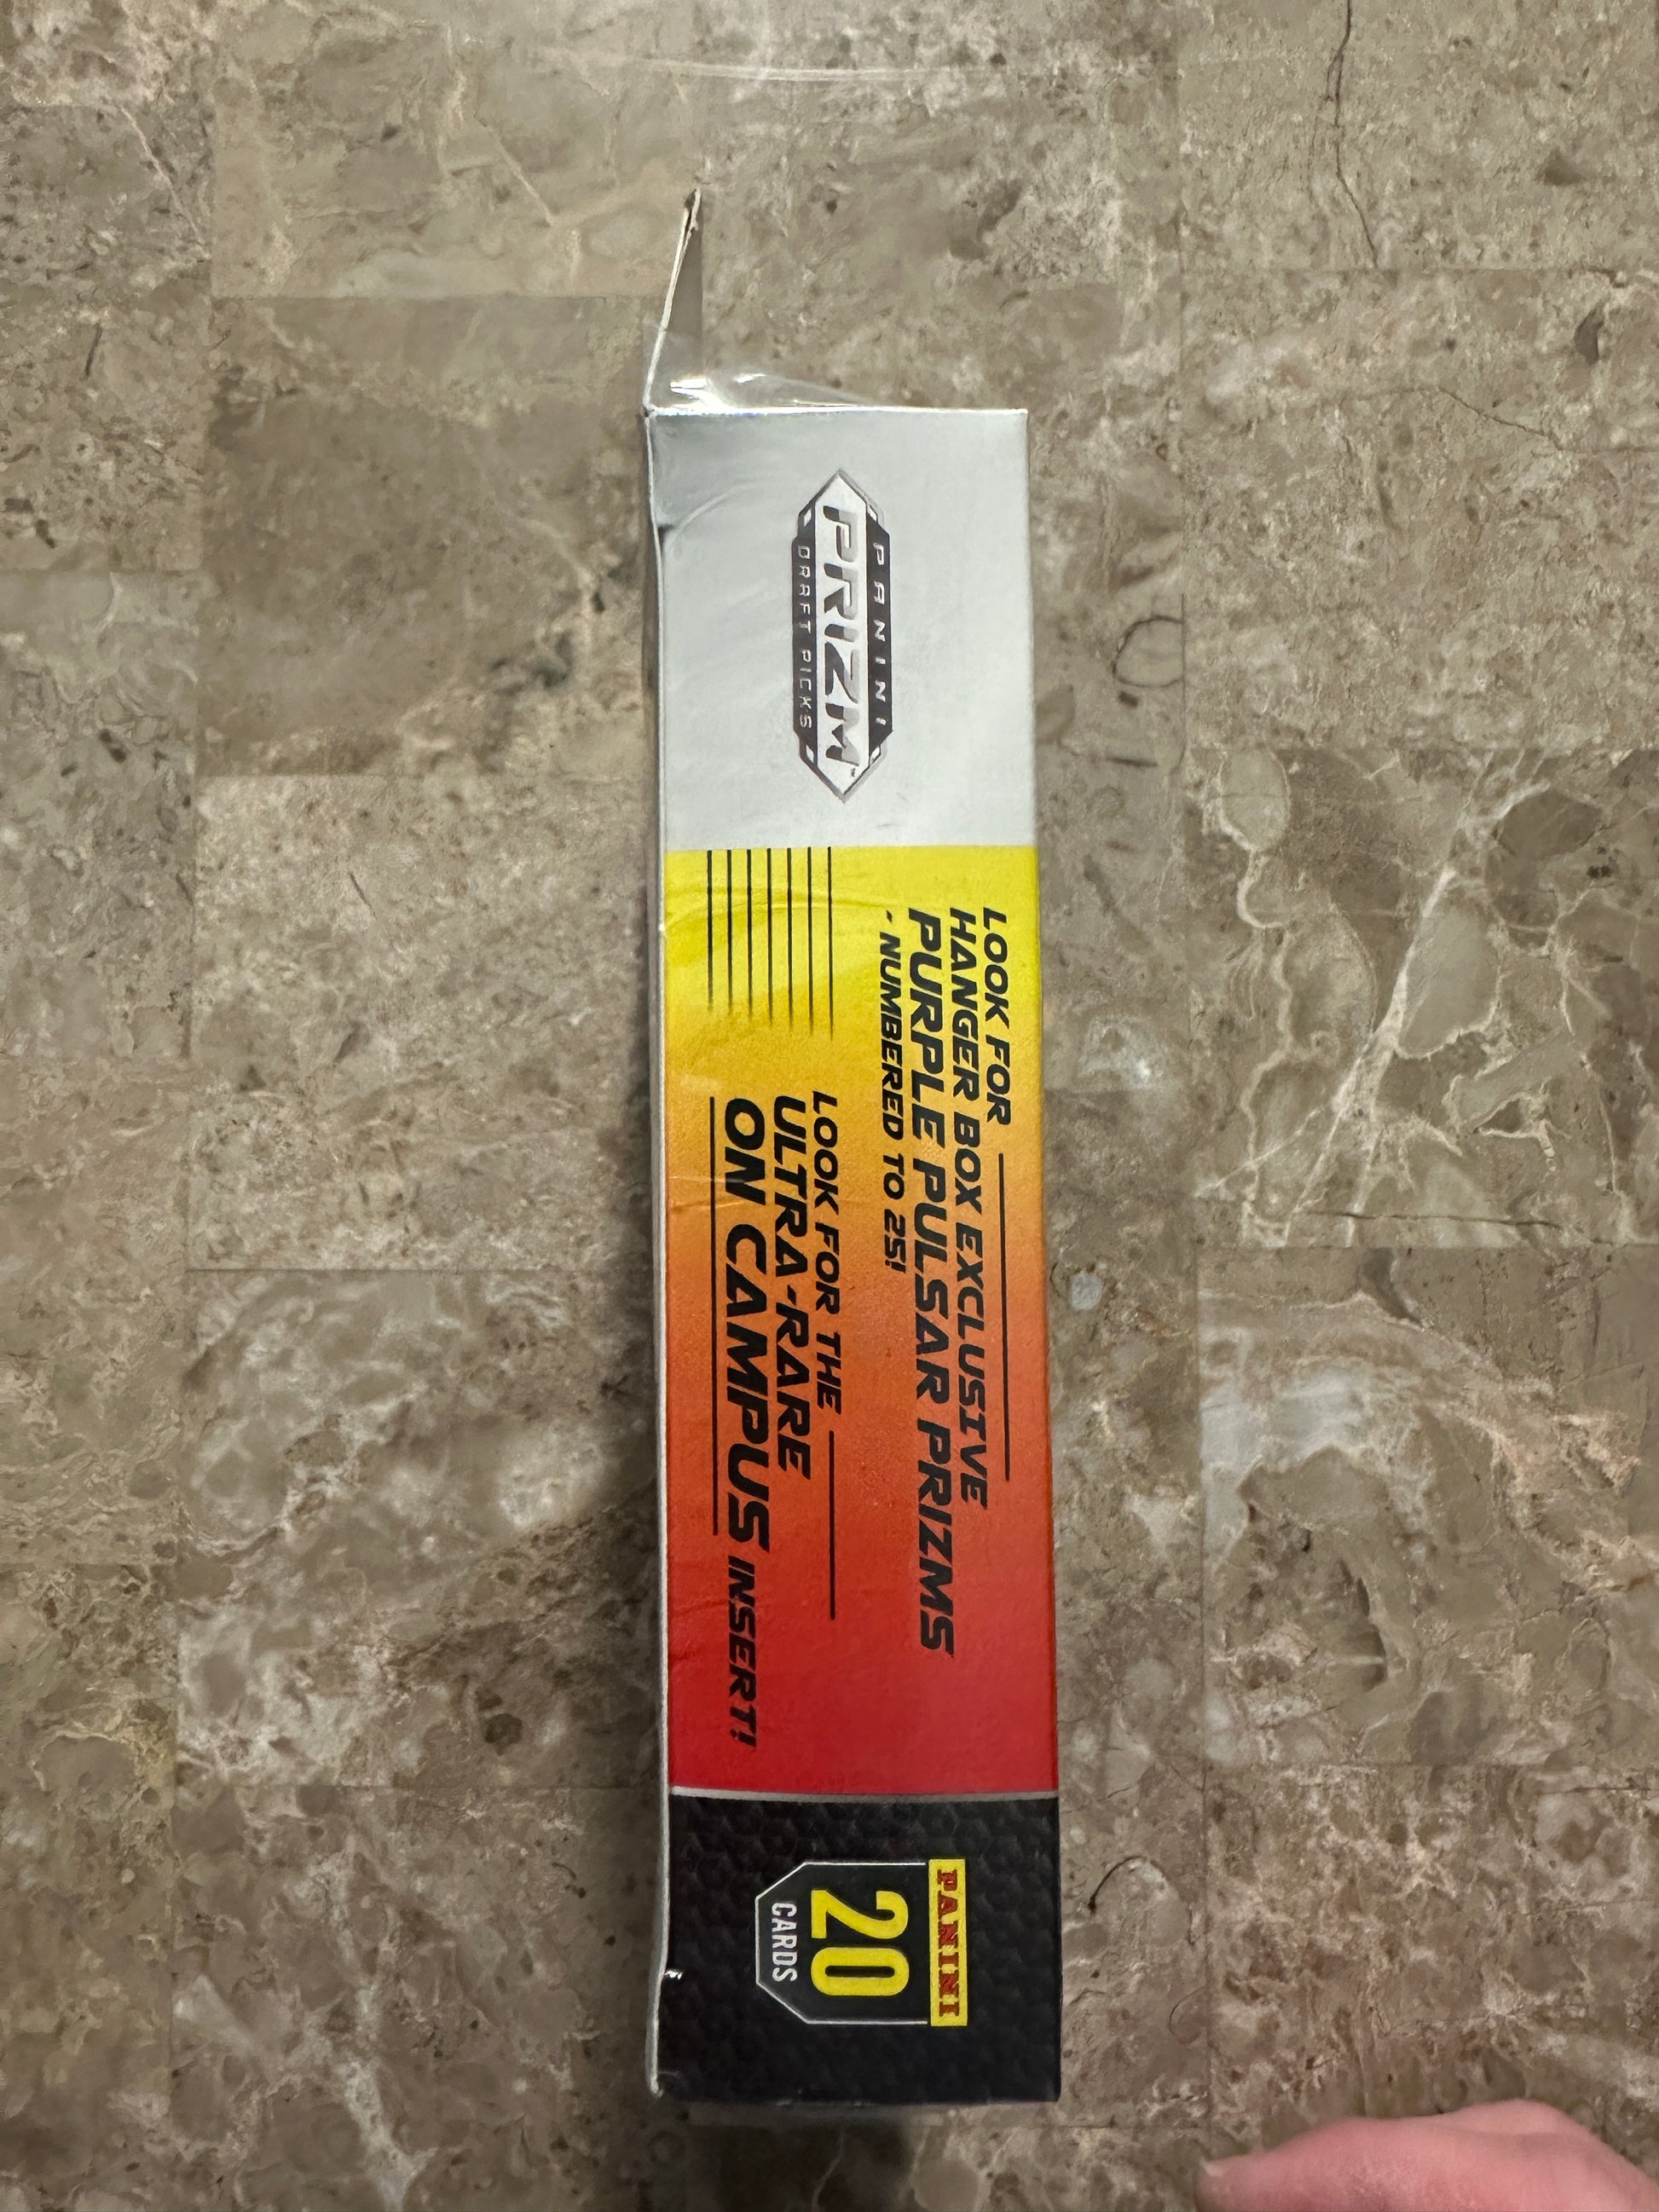 PANINI
PRIZM
DRAFT PICKS
LOOK FOR
HANGER BOX EXCLUSIVE
PURPLE PULSAR PRIZMS
- NUMBERED TO 25!
LOOK FOR THE
ULTRA-RARE
ON CAMPUS INSERT!
PANINI
20
CARDS